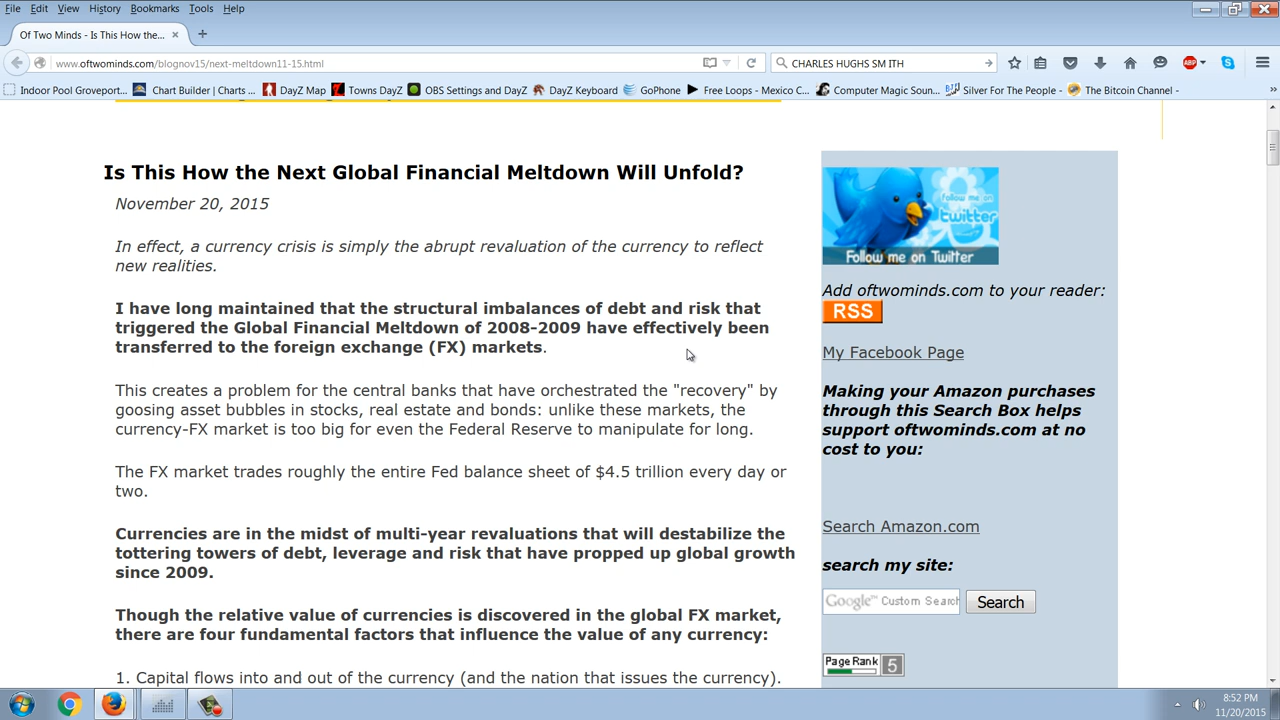 File Edit View History Bookmarks Tools Help
Of Two Minds - Is This How the...
www.oftwominds.com/blognov15/next-meltdown11-15.html
CHARLES HUGHS SM ITH
ABP
Indoor Pool Groveport... Chart Builder | Charts ... DayZ Map Towns DayZ OBS Settings and DayZ DayZ Keyboard GoPhone Free Loops - Mexico C... Computer Magic Soun... Silver For The People - The Bitcoin Channel -
Is This How the Next Global Financial Meltdown Will Unfold?
November 20, 2015
In effect, a currency crisis is simply the abrupt revaluation of the currency to reflect
new realities.
I have long maintained that the structural imbalances of debt and risk that
triggered the Global Financial Meltdown of 2008-2009 have effectively been
transferred to the foreign exchange (FX) markets.
This creates a problem for the central banks that have orchestrated the "recovery" by
goosing asset bubbles in stocks, real estate and bonds: unlike these markets, the
currency-FX market is too big for even the Federal Reserve to manipulate for long.
The FX market trades roughly the entire Fed balance sheet of $4.5 trillion every day or
two.
Currencies are in the midst of multi-year revaluations that will destabilize the
tottering towers of debt, leverage and risk that have propped up global growth
since 2009.
Though the relative value of currencies is discovered in the global FX market,
there are four fundamental factors that influence the value of any currency:
1. Capital flows into and out of the currency (and the nation that issues the currency).
follow me on
twitter
Follow me on Twitter
Add oftwominds.com to your reader:
RSS
My Facebook Page
Making your Amazon purchases
through this Search Box helps
support oftwominds.com at no
cost to you:
Search Amazon.com
search my site:
Google™ Custom Search
Search
Page Rank 5
8:52 PM
11/20/2015